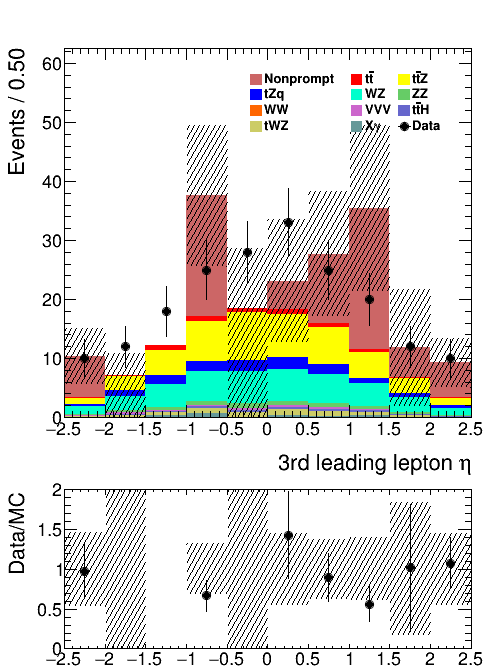 Events / 0.50
60
50
40
30
20
10
0
Nonprompt tt̄ tt̄Z
tZq WZ ZZ
WW VVV tt̄H
tWZ Xγ Data
−2.5 −2 −1.5 −1 −0.5 0 0.5 1 1.5 2 2.5
3rd leading lepton η
Data/MC
2
1.5
1
0.5
0
−2.5 −2 −1.5 −1 −0.5 0 0.5 1 1.5 2 2.5